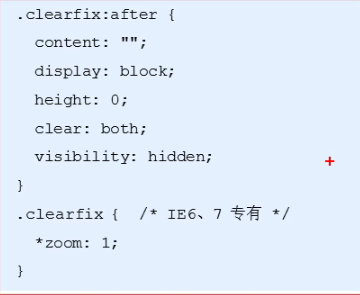 .clearfix:after {
content: "";
display: block;
height: 0;
clear: both;
visibility: hidden;
}
.clearfix { /* IE6、7 专有 */
*zoom: 1;
}